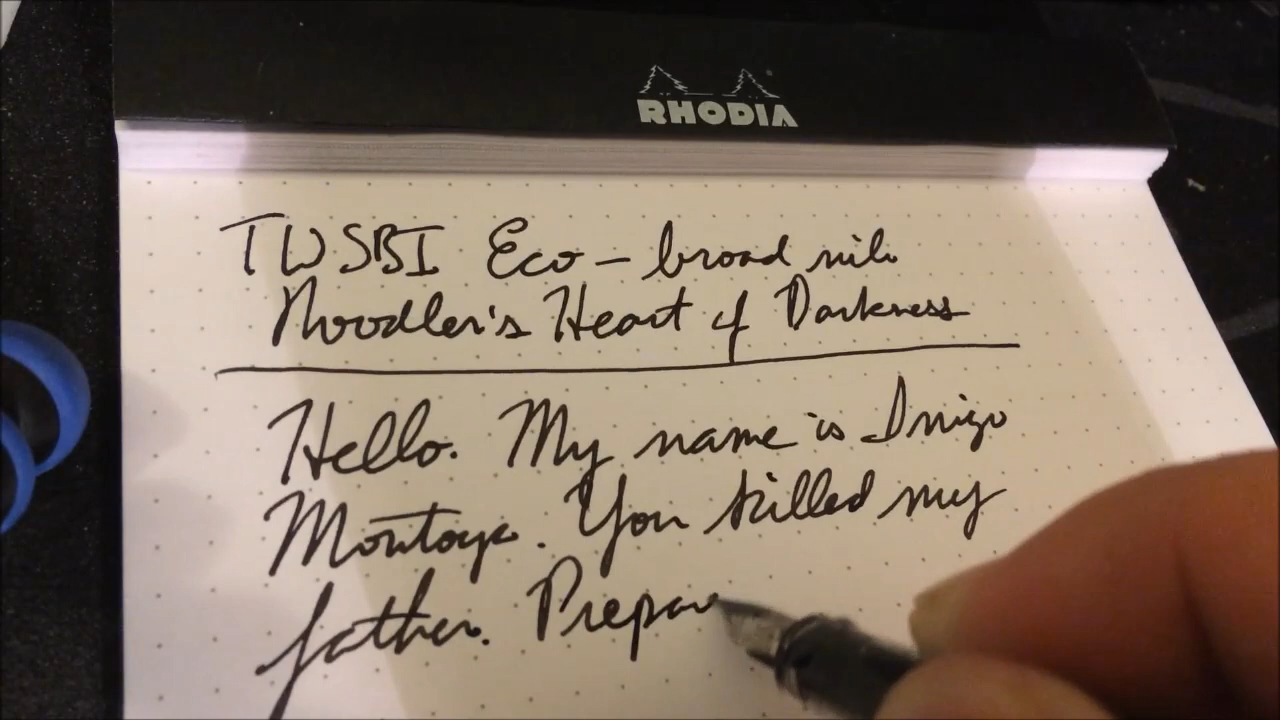 RHODIA
TWSBI Eco – broad nib
Noodler's Heart of Darkness
Hello. My name is Inigo
Montoya. You killed my
father. Prepar